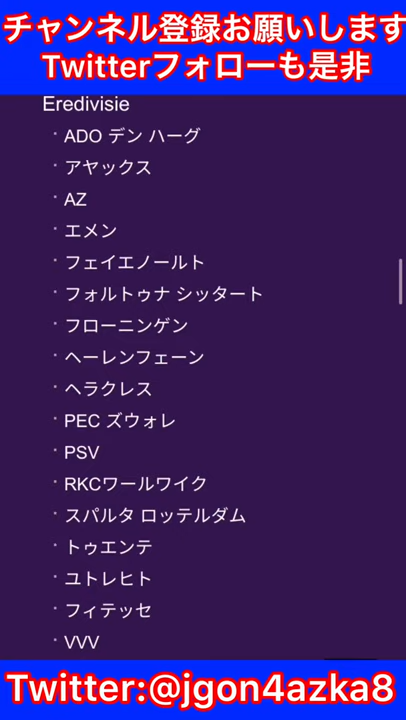 チャンネル登録お願いします
Twitterフォローも是非
Eredivisie
・ADO デン ハーグ
・アヤックス
・AZ
・エメン
・フェイエノールト
・フォルトゥナ シッタート
・フローニンゲン
・ヘーレンフェーン
・ヘラクレス
・PEC ズウォレ
・PSV
・RKCワールワイク
・スパルタ ロッテルダム
・トゥエンテ
・ユトレヒト
・フィテッセ
・VVV
Twitter:@jgon4azka8